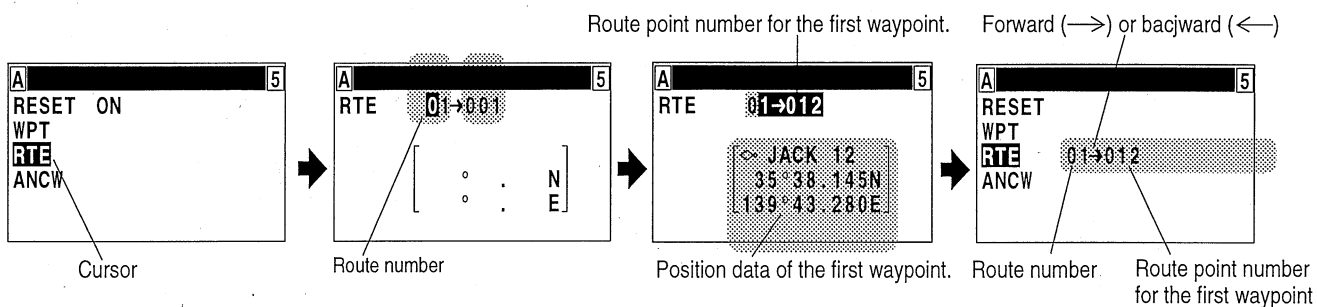 Route point number for the first waypoint.
Forward (—>) or bacjward (<—)
A 5
RESET ON
WPT
RTE
ANCW
Cursor
A 5
RTE 01→001
° . N
° . E
Route number
A 5
RTE 01→012
JACK 12
35°38.145N
139°43.280E
Position data of the first waypoint.
A 5
RESET
WPT
RTE 01→012
ANCW
Route number
Route point number
for the first waypoint